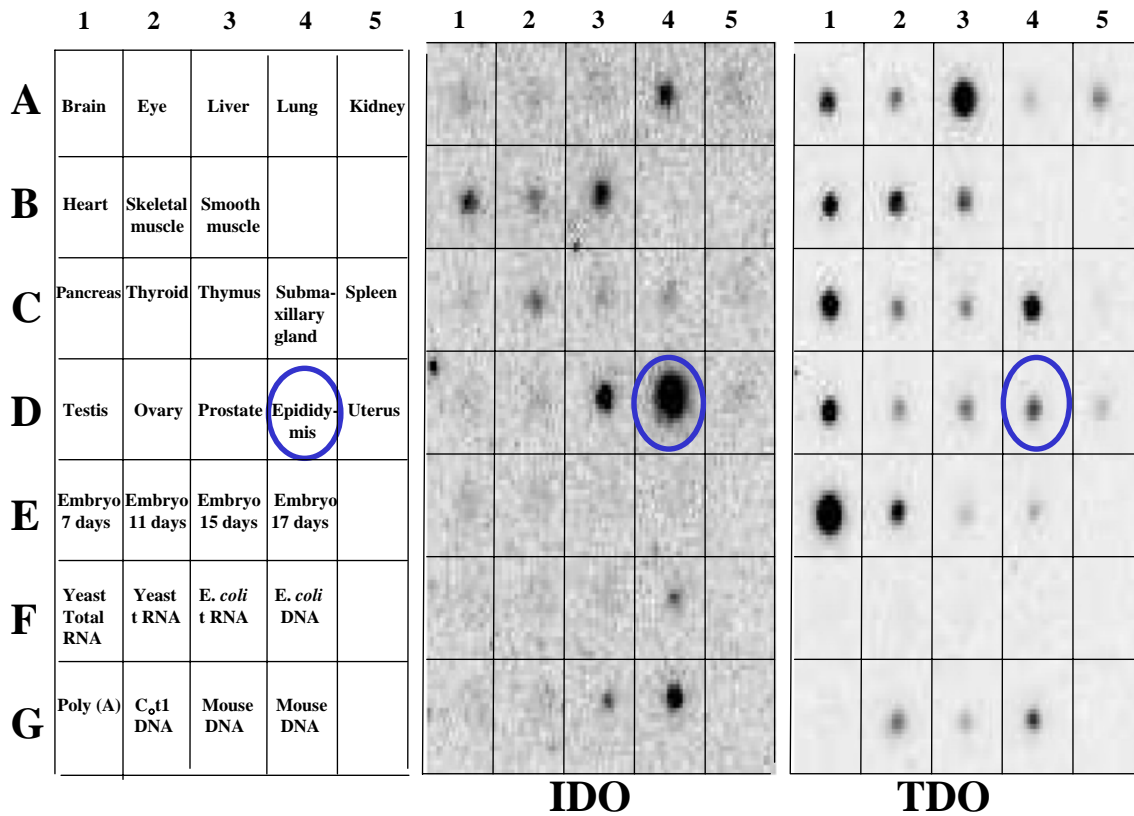 1 2 3 4 5 1 2 3 4 5 1 2 3 4 5
A
Brain
Eye
Liver
Lung
Kidney
B
Heart
Skeletal
muscle
Smooth
muscle
C
Pancreas
Thyroid
Thymus
Subma-
xillary
gland
Spleen
D
Testis
Ovary
Prostate
Epididy-
mis
Uterus
E
Embryo
7 days
Embryo
11 days
Embryo
15 days
Embryo
17 days
F
Yeast
Total
RNA
Yeast
t RNA
E. coli
t RNA
E. coli
DNA
G
Poly (A)
Cot1
DNA
Mouse
DNA
Mouse
DNA
IDO
TDO